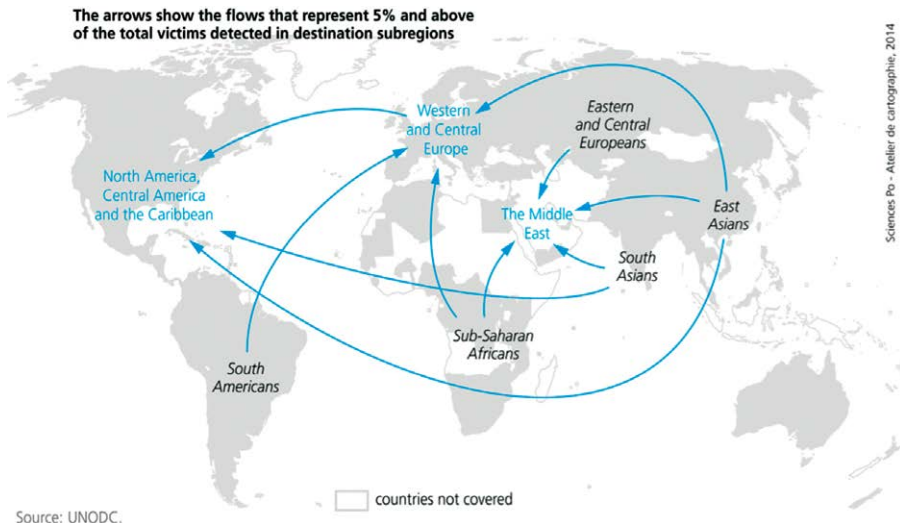 The arrows show the flows that represent 5% and above
of the total victims detected in destination subregions
Sciences Po - Atelier de cartographie, 2014
Western
and Central
Europe
Eastern
and Central
Europeans
North America,
Central America
and the Caribbean
The Middle
East
East
Asians
South
Asians
Sub-Saharan
Africans
South
Americans
countries not covered
Source: UNODC.